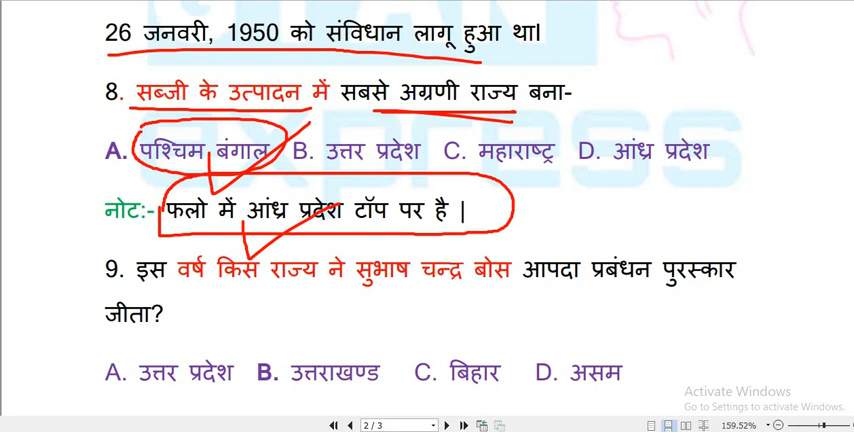 26 जनवरी, 1950 को संविधान लागू हुआ था।
8. सब्जी के उत्पादन में सबसे अग्रणी राज्य बना-
A. पश्चिम बंगाल B. उत्तर प्रदेश C. महाराष्ट्र D. आंध्र प्रदेश
नोट:- फलो में आंध्र प्रदेश टॉप पर है |
9. इस वर्ष किस राज्य ने सुभाष चन्द्र बोस आपदा प्रबंधन पुरस्कार
जीता?
A. उत्तर प्रदेश B. उत्तराखण्ड C. बिहार D. असम
Activate Windows
Go to Settings to activate Windows.
2 / 3 159.52%